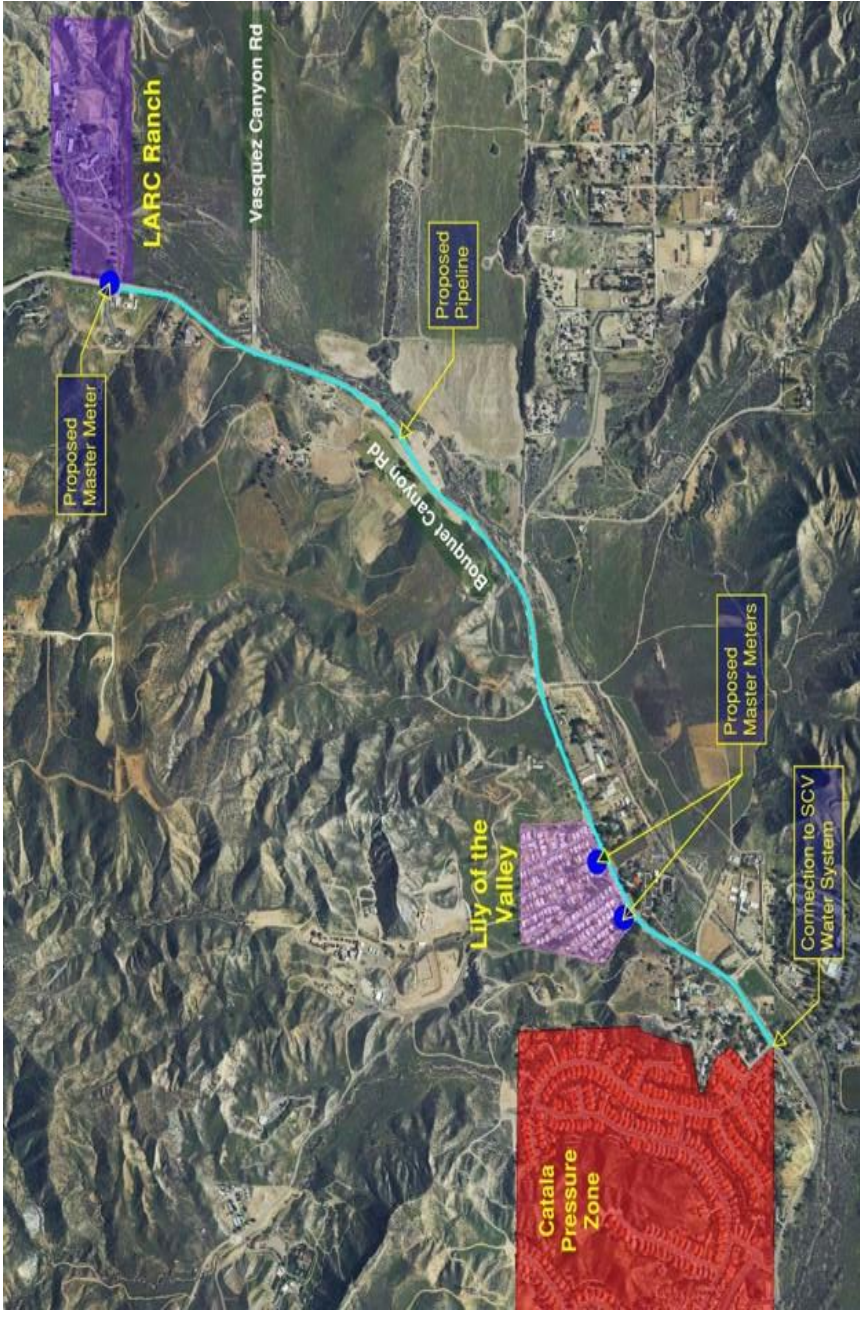 LARC Ranch
Vasquez Canyon Rd
Proposed
Master Meter
Proposed
Pipeline
Bouquet Canyon Rd
Lily of the
Valley
Proposed
Master Meters
Connection to SCV
Water System
Catala
Pressure
Zone